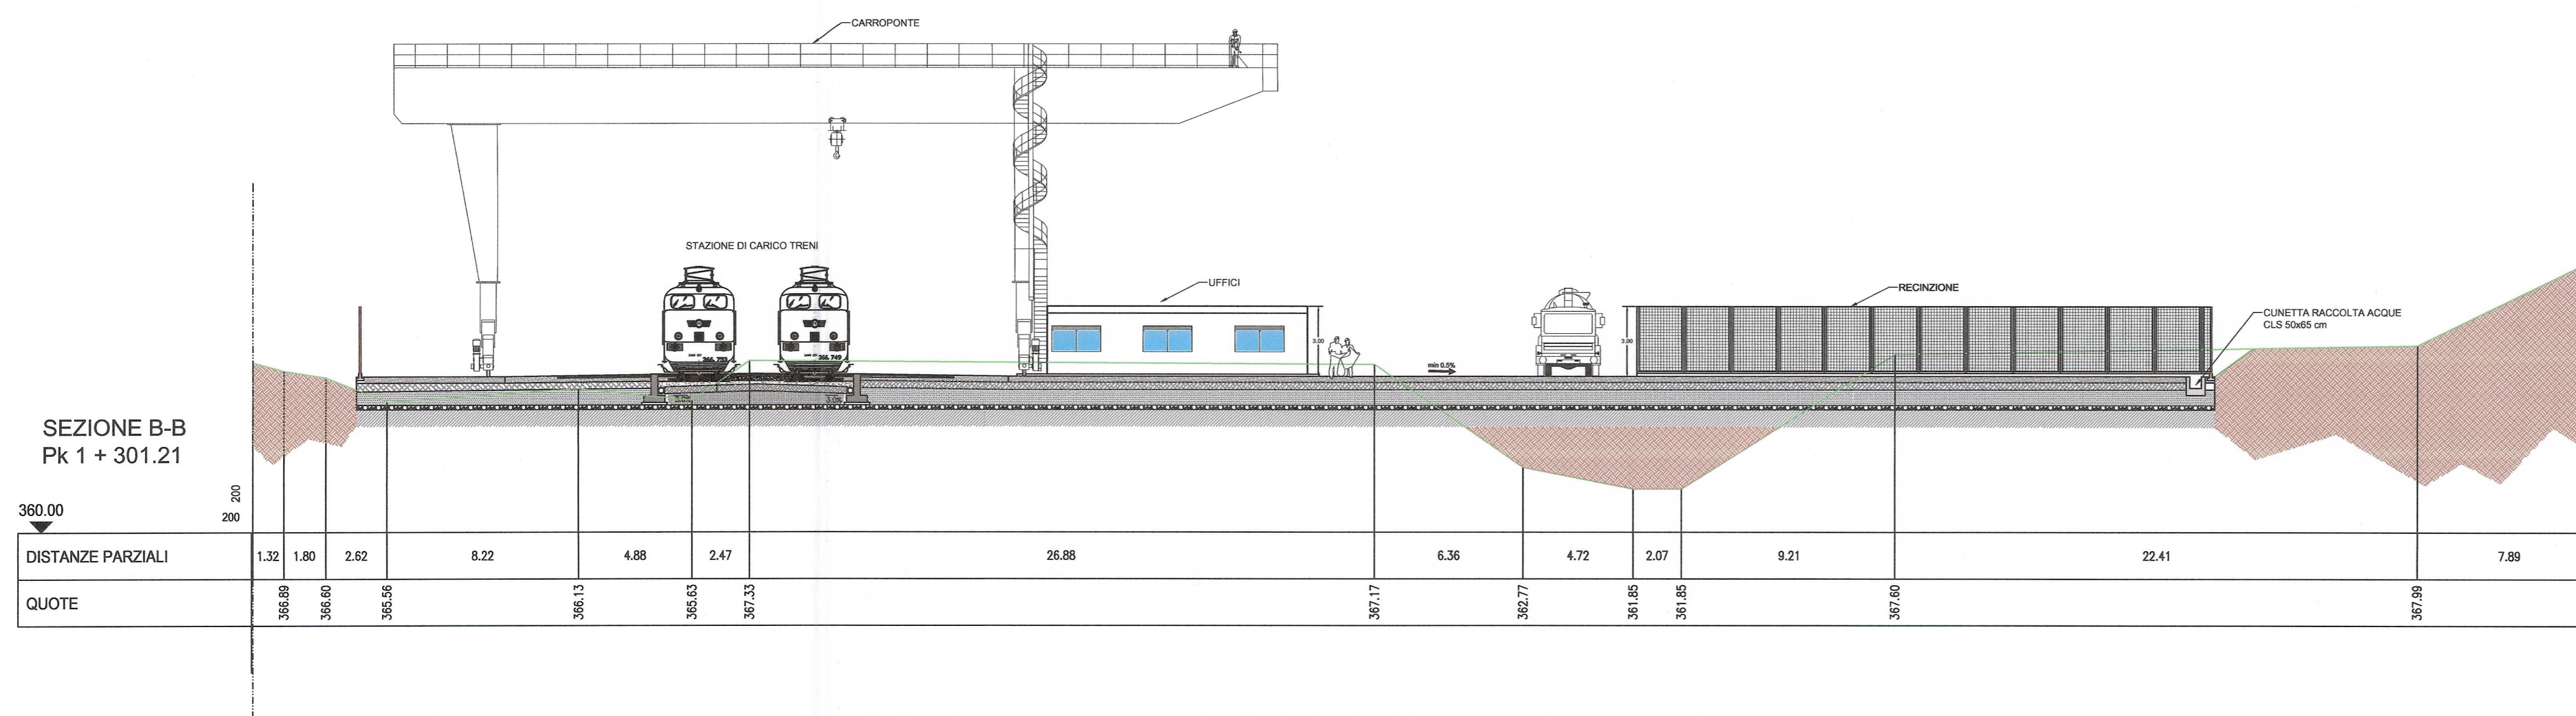 CARROPONTE
STAZIONE DI CARICO TRENI
UFFICI
RECINZIONE
CUNETTA RACCOLTA ACQUE
CLS 50x65 cm
3.00
3.00
min 0.5%
366.749
SEZIONE B-B
Pk 1 + 301.21
200
200
360.00
DISTANZE PARZIALI 1.32 1.80 2.62 8.22 4.88 2.47 26.88 6.36 4.72 2.07 9.21 22.41 7.89
QUOTE 366.89 366.60 365.56 366.13 365.63 367.33 367.17 362.77 361.85 361.85 367.60 367.99